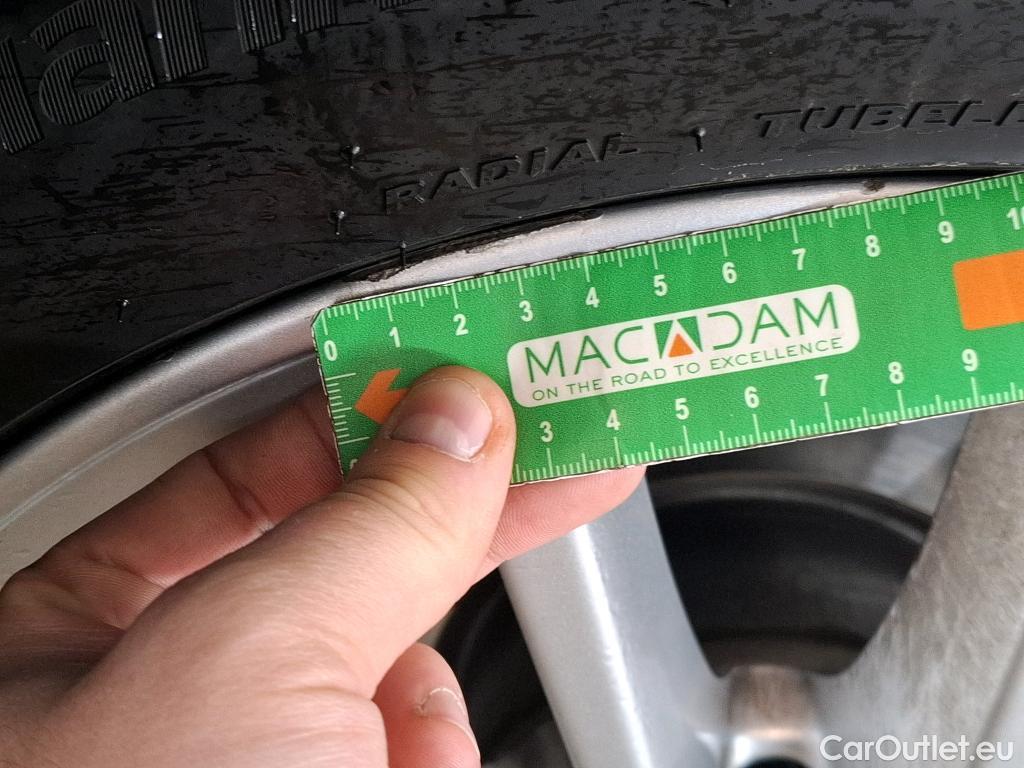 RADIAL TUBEL
0 1 2 3 4 5 6 7 8 9 10
MACADAM
ON THE ROAD TO EXCELLENCE
3 4 5 6 7 8 9
CarOutlet.eu